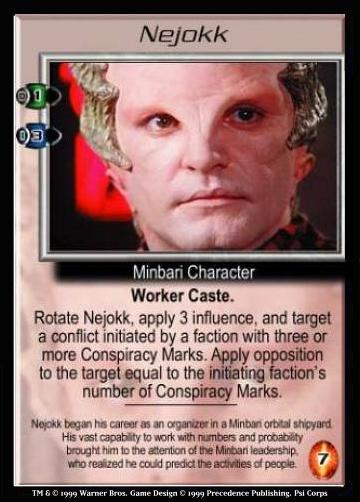 Nejokk
1
3
Minbari Character
Worker Caste.
Rotate Nejokk, apply 3 influence, and target
a conflict initiated by a faction with three or
more Conspiracy Marks. Apply opposition
to the target equal to the initiating faction's
number of Conspiracy Marks.
Nejokk began his career as an organizer in a Minbari orbital shipyard.
His vast capability to work with numbers and probability
brought him to the attention of the Minbari leadership,
who realized he could predict the activities of people.
7
TM & © 1999 Warner Bros. Game Design © 1999 Precedence Publishing. Psi Corps